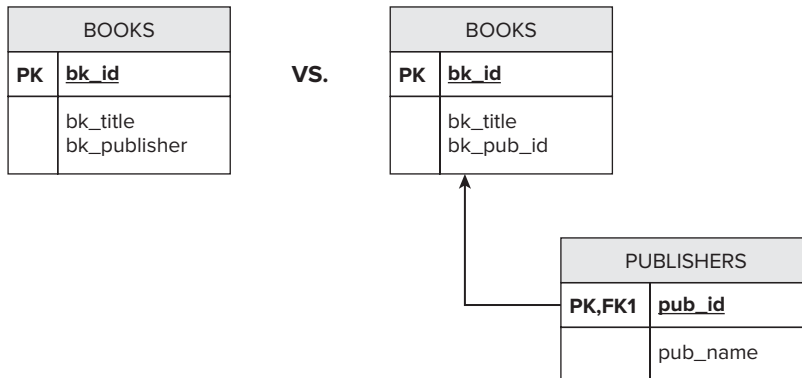 BOOKS
PK bk_id
bk_title
bk_publisher
VS.
BOOKS
PK bk_id
bk_title
bk_pub_id
PUBLISHERS
PK,FK1 pub_id
pub_name